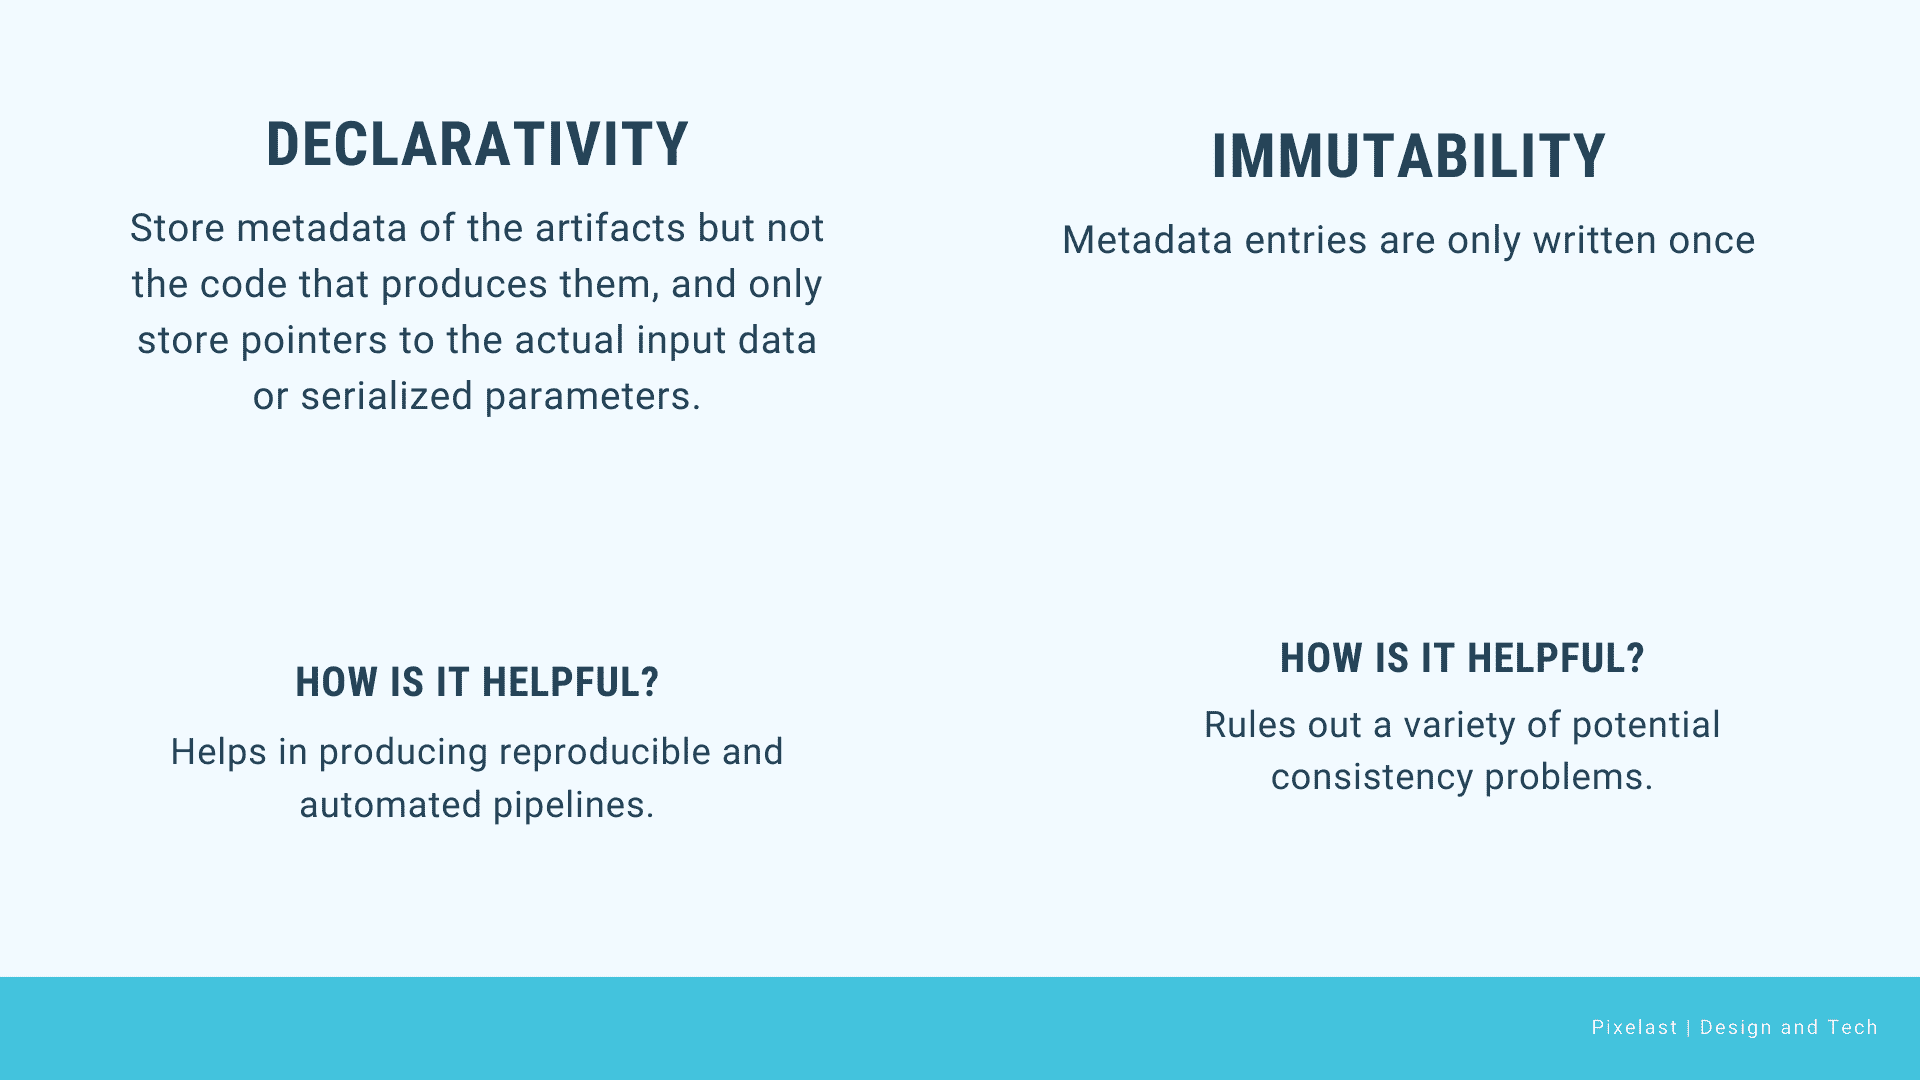 DECLARATIVITY
Store metadata of the artifacts but not
the code that produces them, and only
store pointers to the actual input data
or serialized parameters.
HOW IS IT HELPFUL?
Helps in producing reproducible and
automated pipelines.
IMMUTABILITY
Metadata entries are only written once
HOW IS IT HELPFUL?
Rules out a variety of potential
consistency problems.
Pixelast | Design and Tech